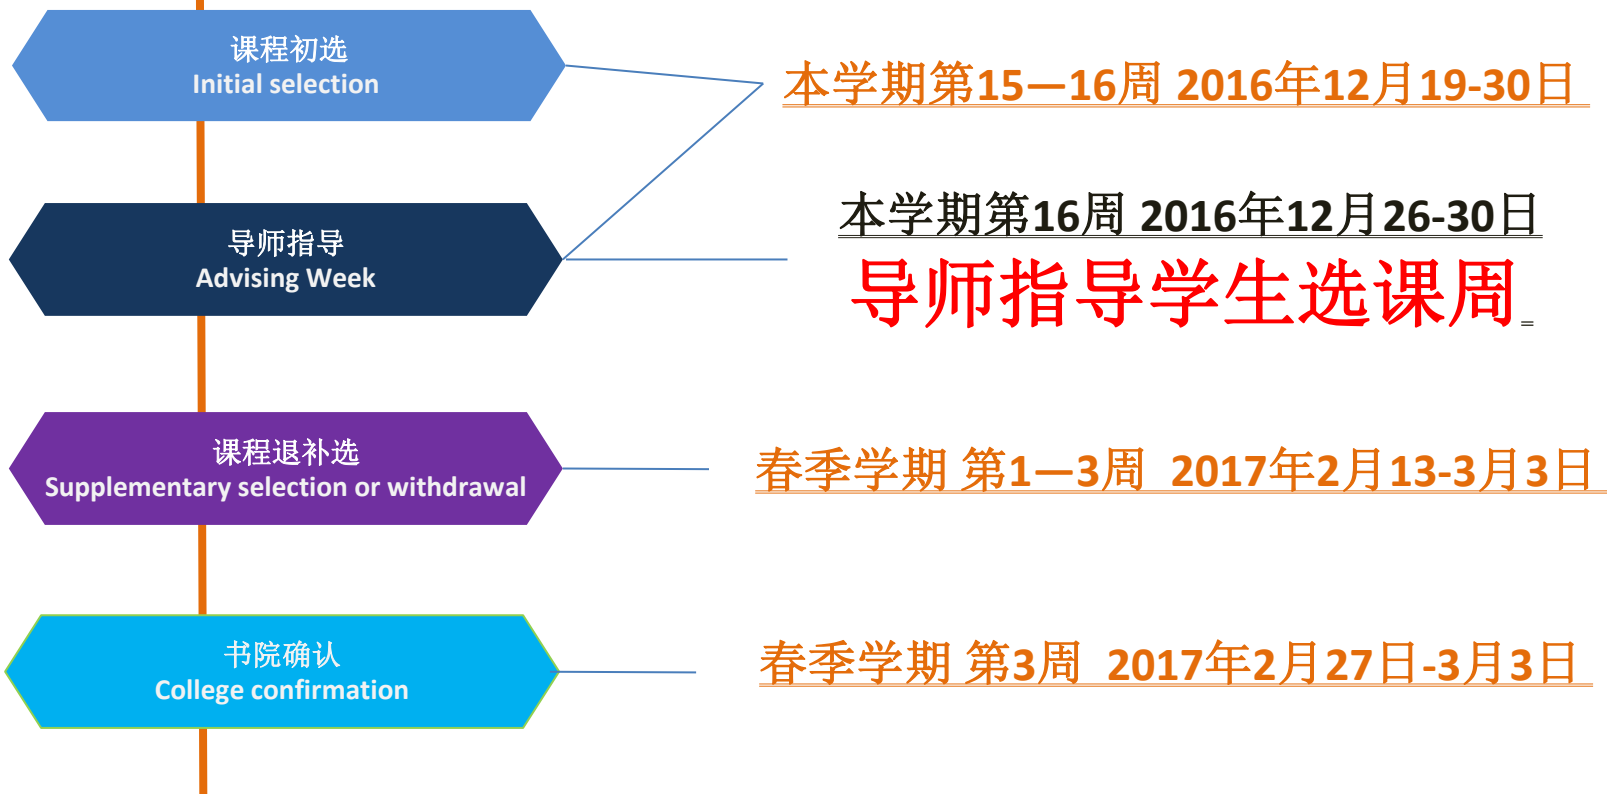 课程初选
Initial selection
本学期第15—16周 2016年12月19-30日
导师指导
Advising Week
本学期第16周 2016年12月26-30日
导师指导学生选课周
课程退补选
Supplementary selection or withdrawal
春季学期 第1—3周 2017年2月13-3月3日
书院确认
College confirmation
春季学期 第3周 2017年2月27日-3月3日